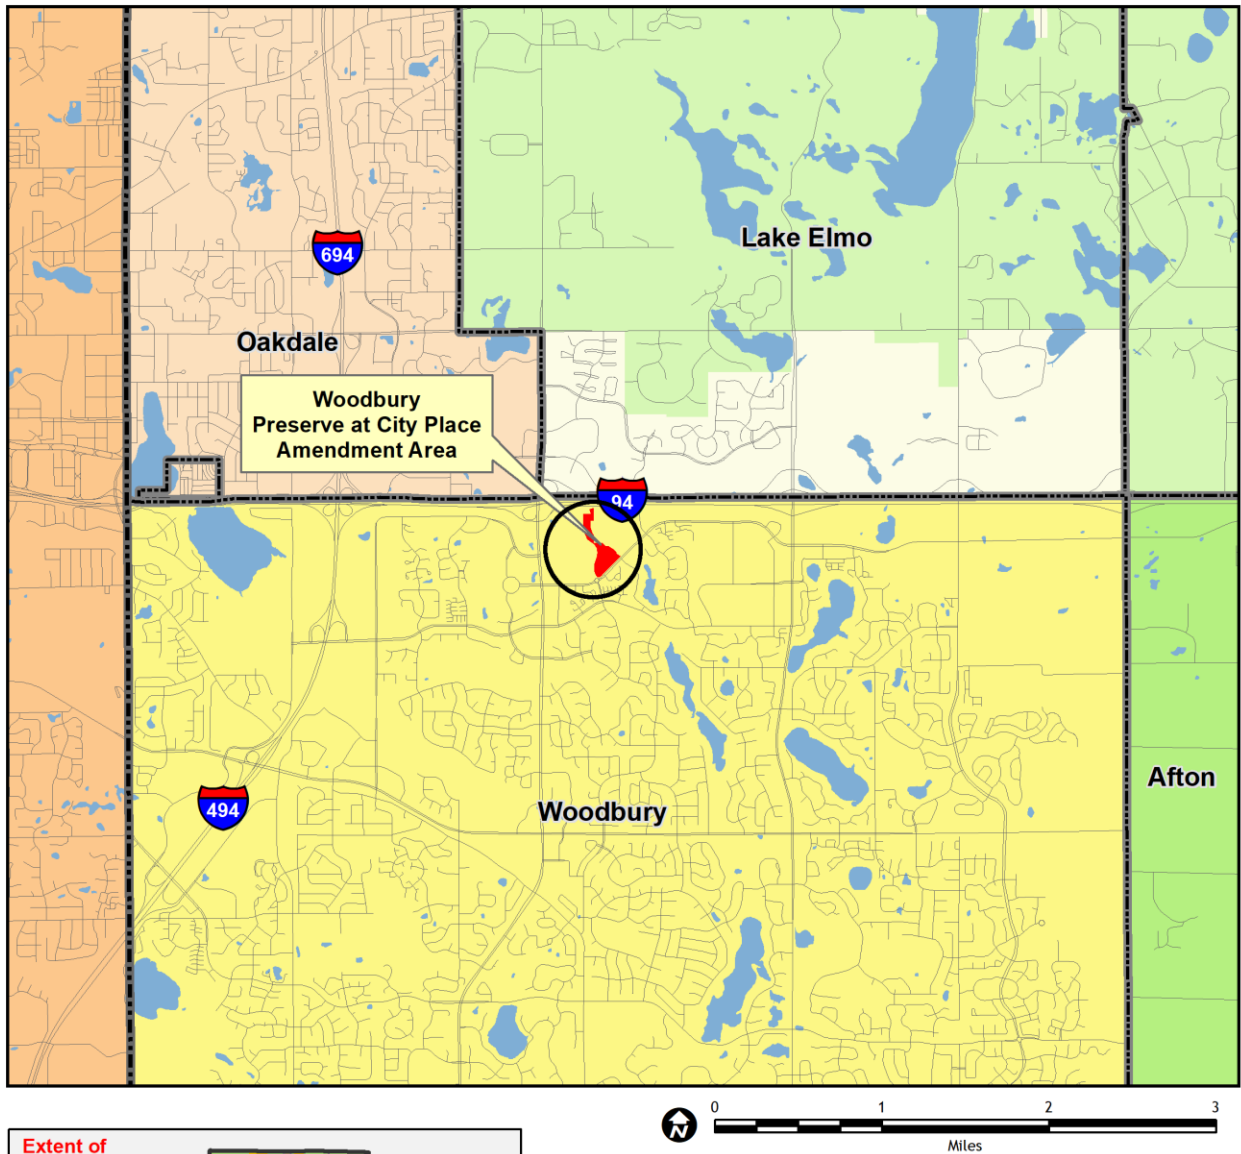 Lake Elmo
694
Oakdale
Woodbury
Preserve at City Place
Amendment Area
94
Afton
494
Woodbury
N
0 1 2 3
Miles
Extent of